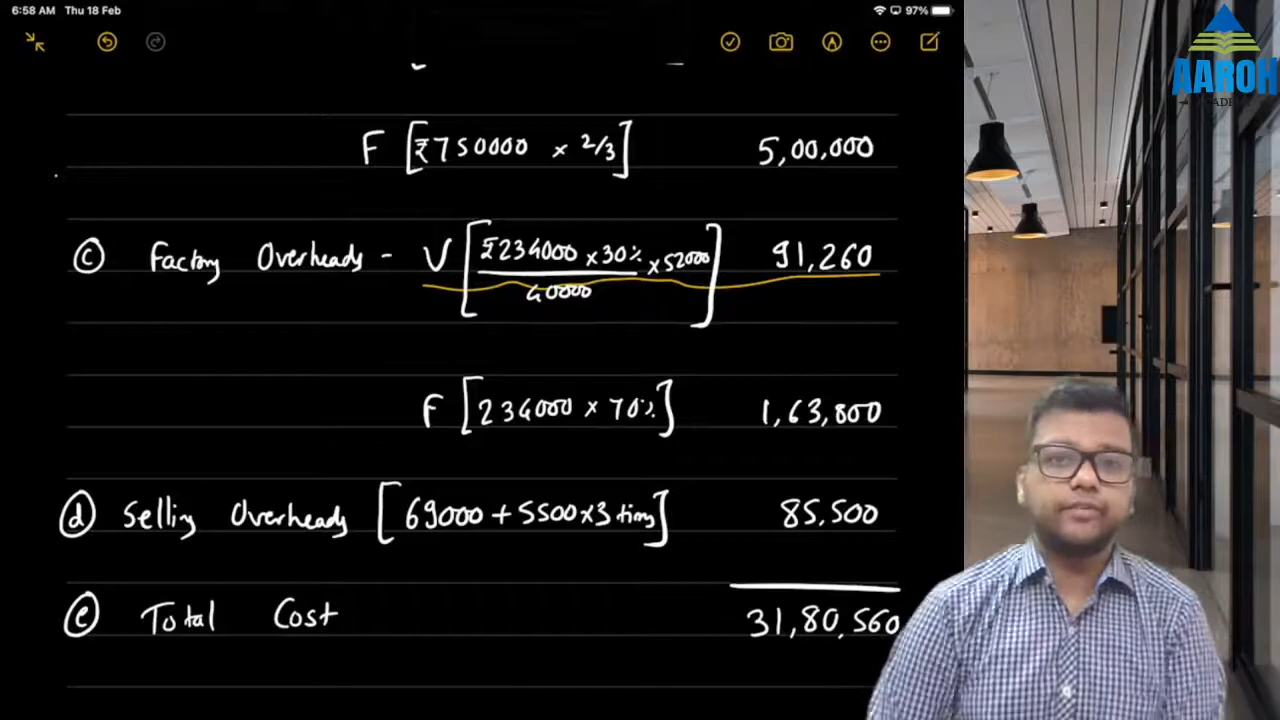 6:58 AM Thu 18 Feb 97%
AAROH
F [₹750000 × 2/3] 5,00,000
(c) Factory Overheads - V [₹234000 × 30% × 52000 91,260
40000]
F [234000 × 70%] 1,63,800
(d) Selling Overheads [69000 + 5500 × 3 times] 85,500
(e) Total Cost 31,80,560